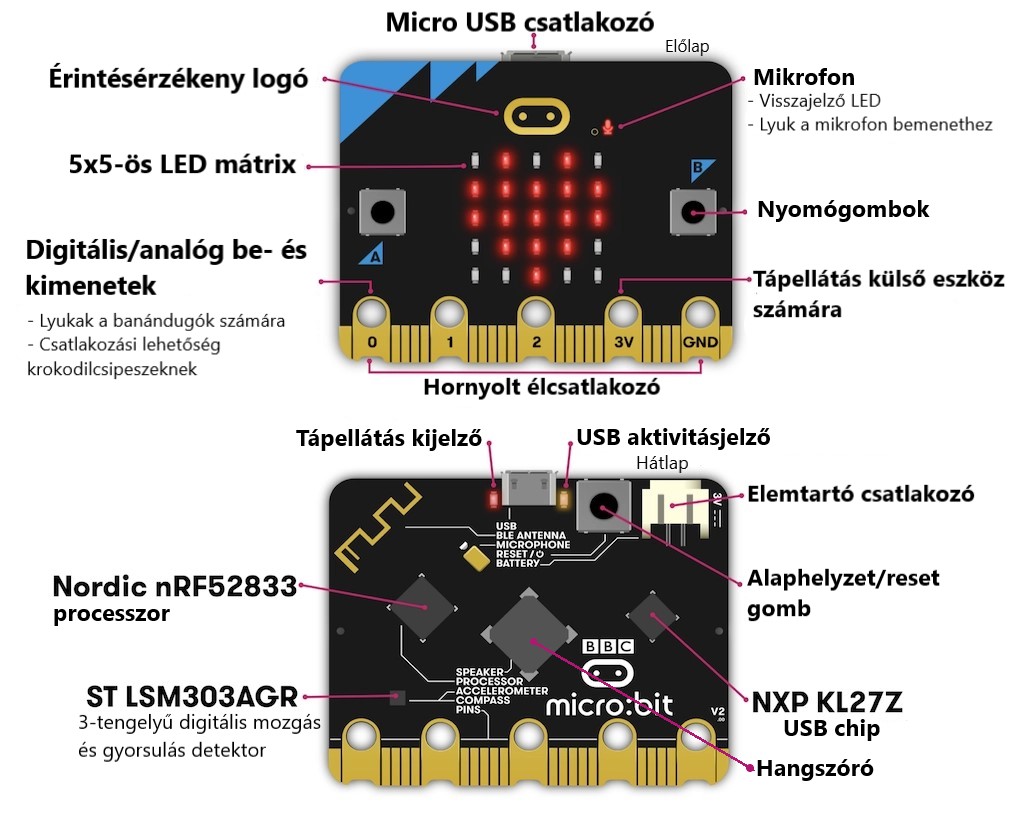 Micro USB csatlakozó
Előlap
Érintésérzékeny logó
Mikrofon
- Visszajelző LED
- Lyuk a mikrofon bemenethez
5x5-ös LED mátrix
B
Nyomógombok
A
Digitális/analóg be- és
kimenetek
- Lyukak a banándugók számára
- Csatlakozási lehetőség
krokodilcsipeszeknek
Tápellátás külső eszköz
számára
0
1
2
3V
GND
Hornyolt élcsatlakozó
Tápellátás kijelző
USB aktivitásjelző
Hátlap
Elemtartó csatlakozó
3V
USB
BLE ANTENNA
MICROPHONE
RESET /
BATTERY
Alaphelyzet/reset
gomb
Nordic nRF52833
processzor
BBC
micro:bit
SPEAKER
PROCESSOR
ACCELEROMETER
COMPASS
PINS
ST LSM303AGR
3-tengelyű digitális mozgás
és gyorsulás detektor
V2
.00
NXP KL27Z
USB chip
Hangszóró